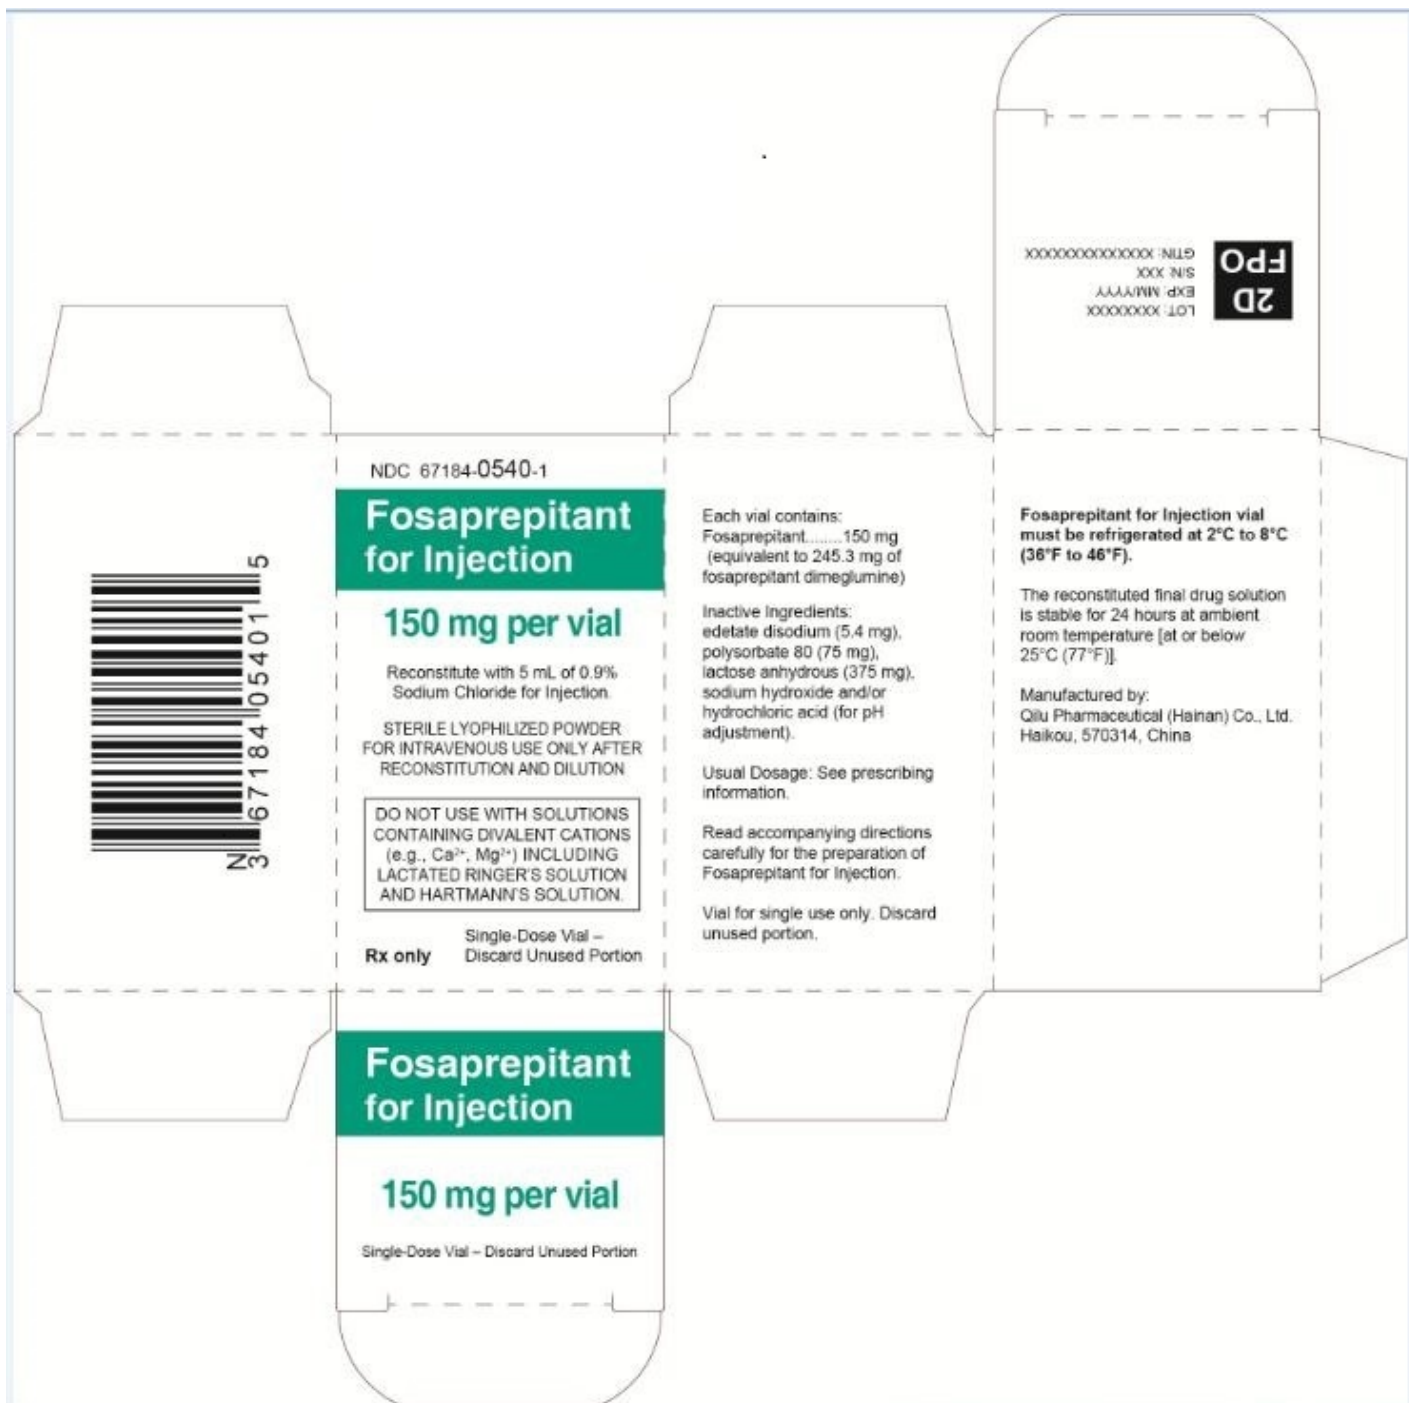 2D
FPO
LOT: XXXXXXXXX
EXP: MM/YYYY
S/N: XXX
GTIN: XXXXXXXXXXXXXX
N
3 67184 05401 5
NDC 67184-0540-1
Fosaprepitant
for Injection
150 mg per vial
Reconstitute with 5 mL of 0.9%
Sodium Chloride for Injection.
STERILE LYOPHILIZED POWDER
FOR INTRAVENOUS USE ONLY AFTER
RECONSTITUTION AND DILUTION
DO NOT USE WITH SOLUTIONS
CONTAINING DIVALENT CATIONS
(e.g., Ca²⁺, Mg²⁺) INCLUDING
LACTATED RINGER'S SOLUTION
AND HARTMANN'S SOLUTION.
Rx only
Single-Dose Vial –
Discard Unused Portion
Each vial contains:
Fosaprepitant........150 mg
(equivalent to 245.3 mg of
fosaprepitant dimeglumine)
Inactive Ingredients:
edetate disodium (5.4 mg),
polysorbate 80 (75 mg),
lactose anhydrous (375 mg),
sodium hydroxide and/or
hydrochloric acid (for pH
adjustment).
Usual Dosage: See prescribing
information.
Read accompanying directions
carefully for the preparation of
Fosaprepitant for Injection.
Vial for single use only. Discard
unused portion.
Fosaprepitant for Injection vial
must be refrigerated at 2°C to 8°C
(36°F to 46°F).
The reconstituted final drug solution
is stable for 24 hours at ambient
room temperature [at or below
25°C (77°F)].
Manufactured by:
Qilu Pharmaceutical (Hainan) Co., Ltd.
Haikou, 570314, China
Fosaprepitant
for Injection
150 mg per vial
Single-Dose Vial – Discard Unused Portion